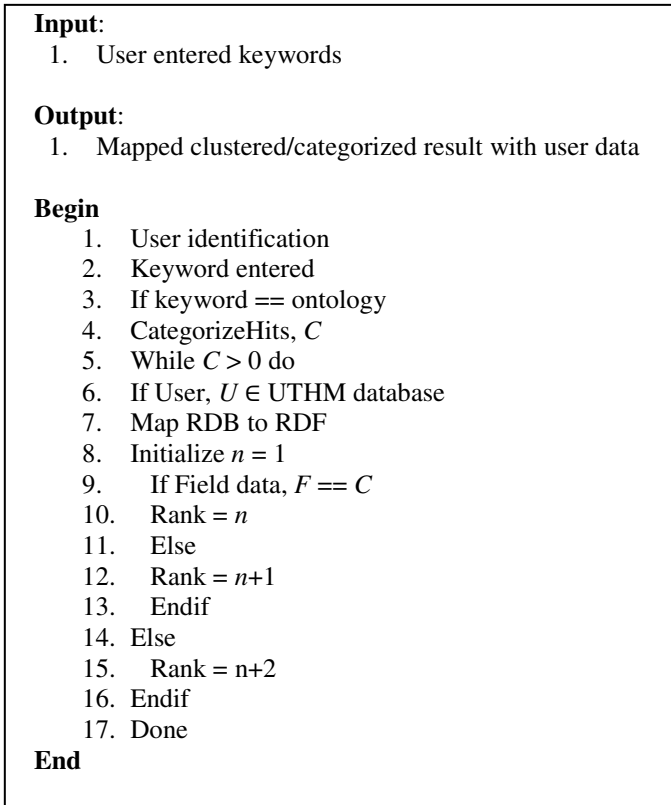 Input:
1. User entered keywords
Output:
1. Mapped clustered/categorized result with user data
Begin
1. User identification
2. Keyword entered
3. If keyword == ontology
4. CategorizeHits, C
5. While C > 0 do
6. If User, U ∈ UTHM database
7. Map RDB to RDF
8. Initialize n = 1
9. If Field data, F == C
10. Rank = n
11. Else
12. Rank = n+1
13. Endif
14. Else
15. Rank = n+2
16. Endif
17. Done
End